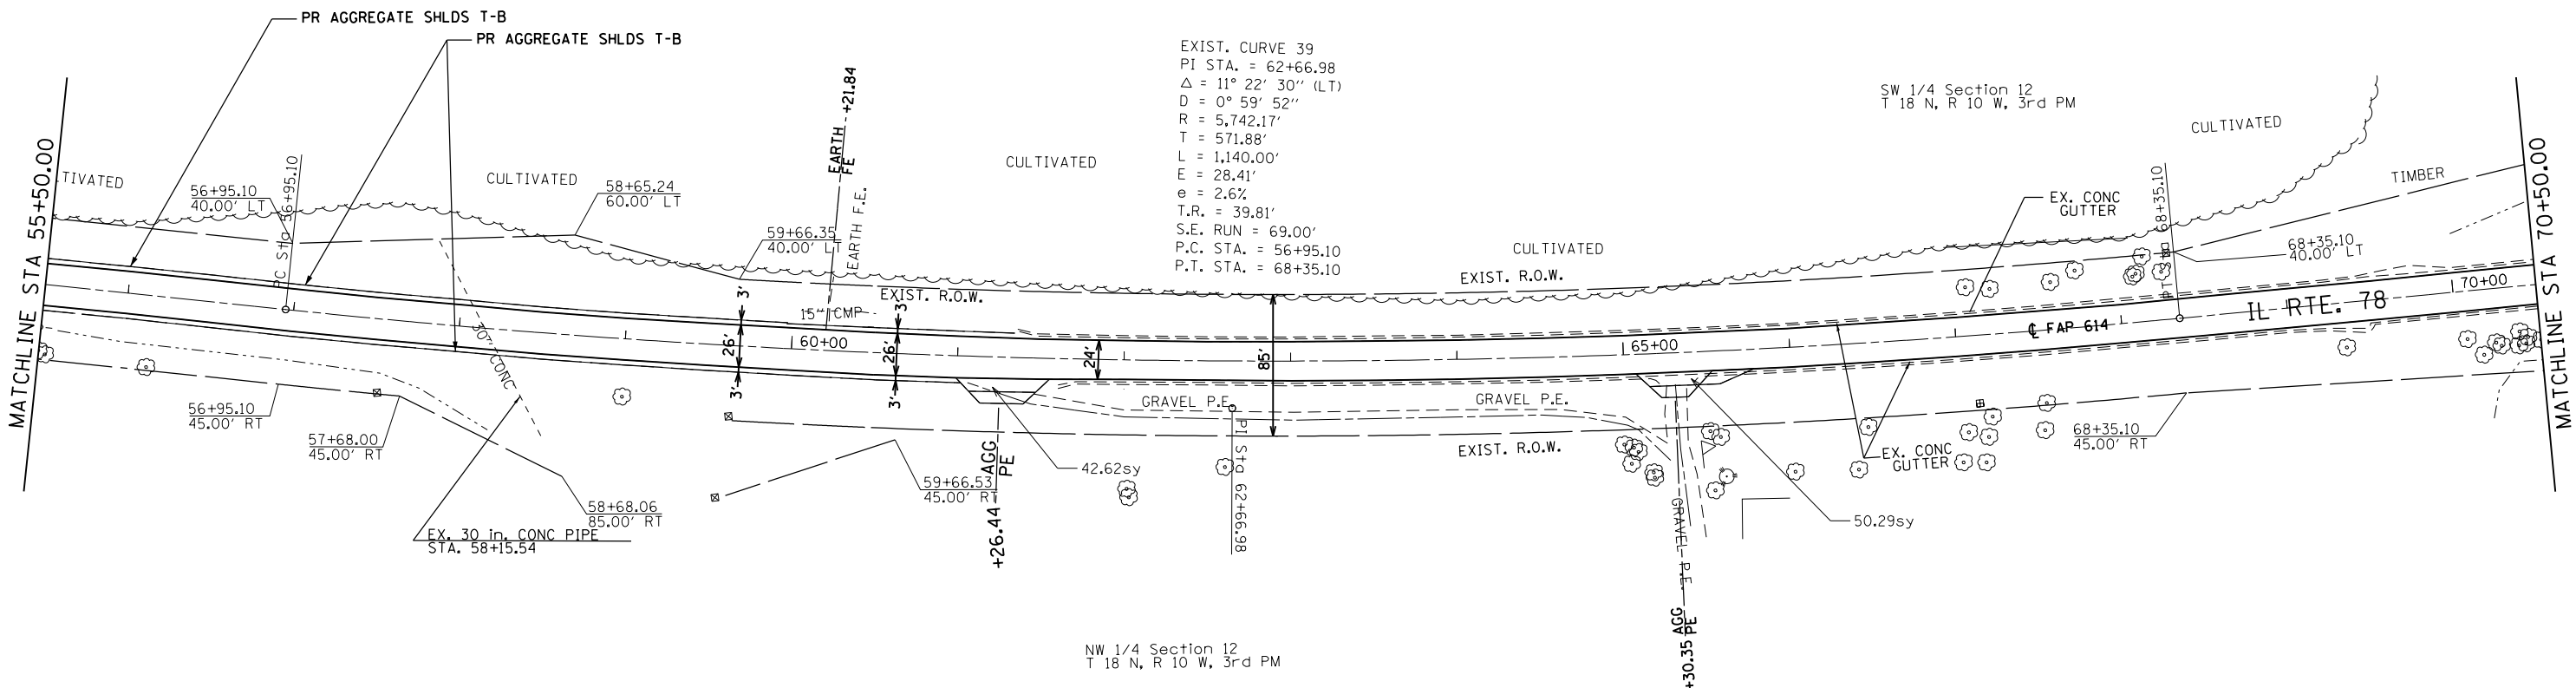 PR AGGREGATE SHLDS T-B
PR AGGREGATE SHLDS T-B
MATCHLINE STA 55+50.00
TIVATED
56+95.10
40.00' LT
PC Sta 56+95.10
CULTIVATED
58+65.24
60.00' LT
59+66.35
40.00' LT
EARTH
FE
+21.84
EARTH F.E.
CULTIVATED
EXIST. CURVE 39
PI STA. = 62+66.98
Δ = 11° 22' 30'' (LT)
D = 0° 59' 52''
R = 5,742.17'
T = 571.88'
L = 1,140.00'
E = 28.41'
e = 2.6%
T.R. = 39.81'
S.E. RUN = 69.00'
P.C. STA. = 56+95.10
P.T. STA. = 68+35.10
SW 1/4 Section 12
T 18 N, R 10 W, 3rd PM
CULTIVATED
CULTIVATED
TIMBER
EX. CONC
GUTTER
PT Sta 68+35.10
68+35.10
40.00' LT
MATCHLINE STA 70+50.00
EXIST. R.O.W.
EXIST. R.O.W.
15" CMP
3'
26'
3'
3'
26'
3'
24'
85'
60+00
65+00
℄ FAP 614
IL RTE. 78
70+00
30" CONC
GRAVEL P.E.
GRAVEL P.E.
56+95.10
45.00' RT
57+68.00
45.00' RT
58+68.06
85.00' RT
EX. 30 in. CONC PIPE
STA. 58+15.54
59+66.53
45.00' RT
+26.44 AGG
PE
42.62sy
PI Sta 62+66.98
EXIST. R.O.W.
EX. CONC
GUTTER
68+35.10
45.00' RT
50.29sy
GRAVEL P.E.
+30.35 AGG
PE
NW 1/4 Section 12
T 18 N, R 10 W, 3rd PM